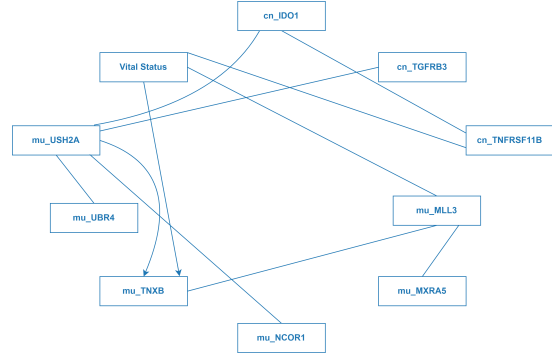 cn_IDO1
Vital Status
cn_TGFRB3
mu_USH2A
cn_TNFRSF11B
mu_UBR4
mu_MLL3
mu_TNXB
mu_MXRA5
mu_NCOR1